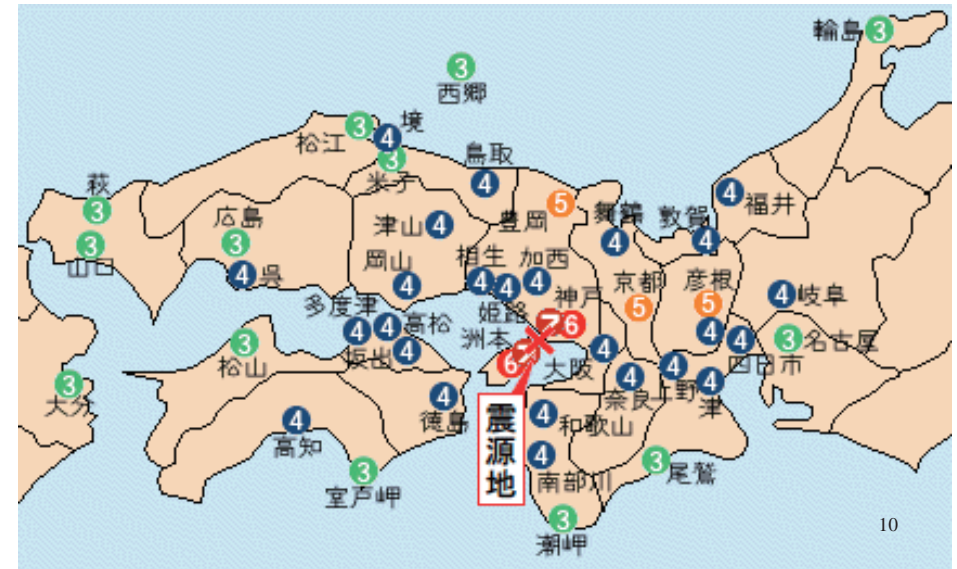 輪島 3
3 西郷
松江 3
4 境
3 米子
鳥取 4
萩 3
3 山口
広島 3
4 呉
津山 4
岡山 4
豊岡 5
舞鶴 4
敦賀 4
4 福井
相生 4
姫路 4
加西 4
神戸 7 6
京都 5
彦根 5
4
4 岐阜
3 名古屋
4 四日市
多度津 4
4 高松
坂出 4
洲本 6 7
大阪 4
奈良 4
上野 4
津 4
松山 3
大分 3
高知 4
徳島 4
室戸岬 3
震源地
4 和歌山
4 南部川
3 尾鷲
3 潮岬
10